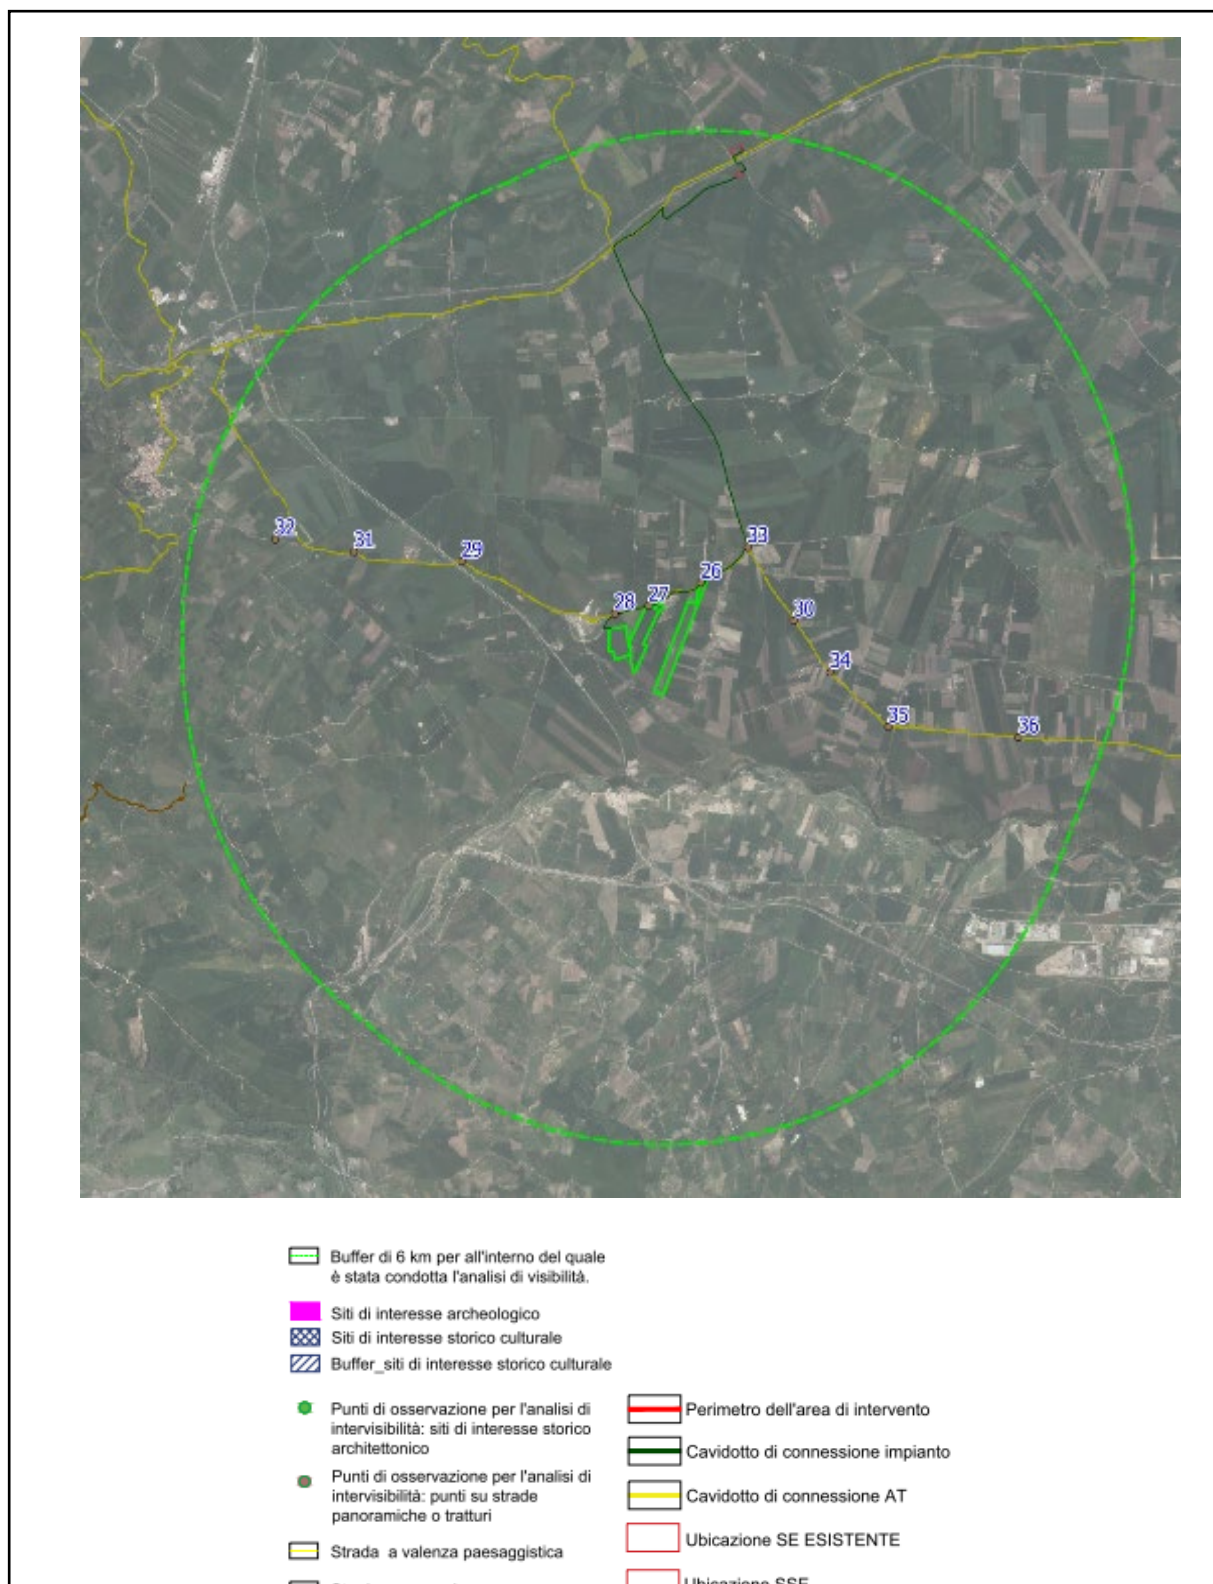 32
31
29
33
26
27
28
30
34
35
36
Buffer di 6 km per all'interno del quale
è stata condotta l'analisi di visibilità.
Siti di interesse archeologico
Siti di interesse storico culturale
Buffer_siti di interesse storico culturale
Punti di osservazione per l'analisi di
intervisibilità: siti di interesse storico
architettonico
Punti di osservazione per l'analisi di
intervisibilità: punti su strade
panoramiche o tratturi
Strada a valenza paesaggistica
Perimetro dell'area di intervento
Cavidotto di connessione impianto
Cavidotto di connessione AT
Ubicazione SE ESISTENTE
Ubicazione SSE